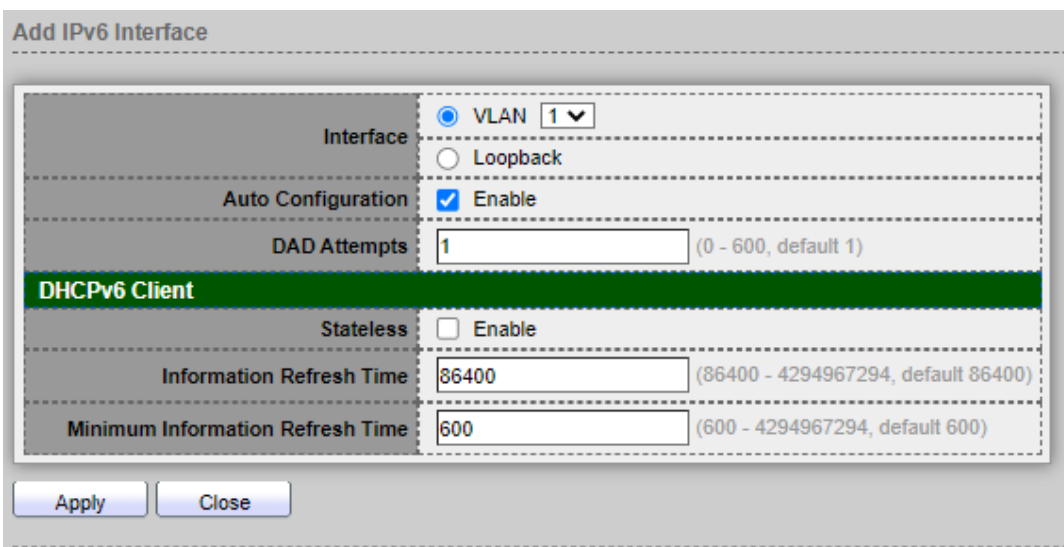 Add IPv6 Interface
Interface
VLAN 1
Loopback
Auto Configuration Enable
DAD Attempts 1 (0 - 600, default 1)
DHCPv6 Client
Stateless Enable
Information Refresh Time 86400 (86400 - 4294967294, default 86400)
Minimum Information Refresh Time 600 (600 - 4294967294, default 600)
Apply Close